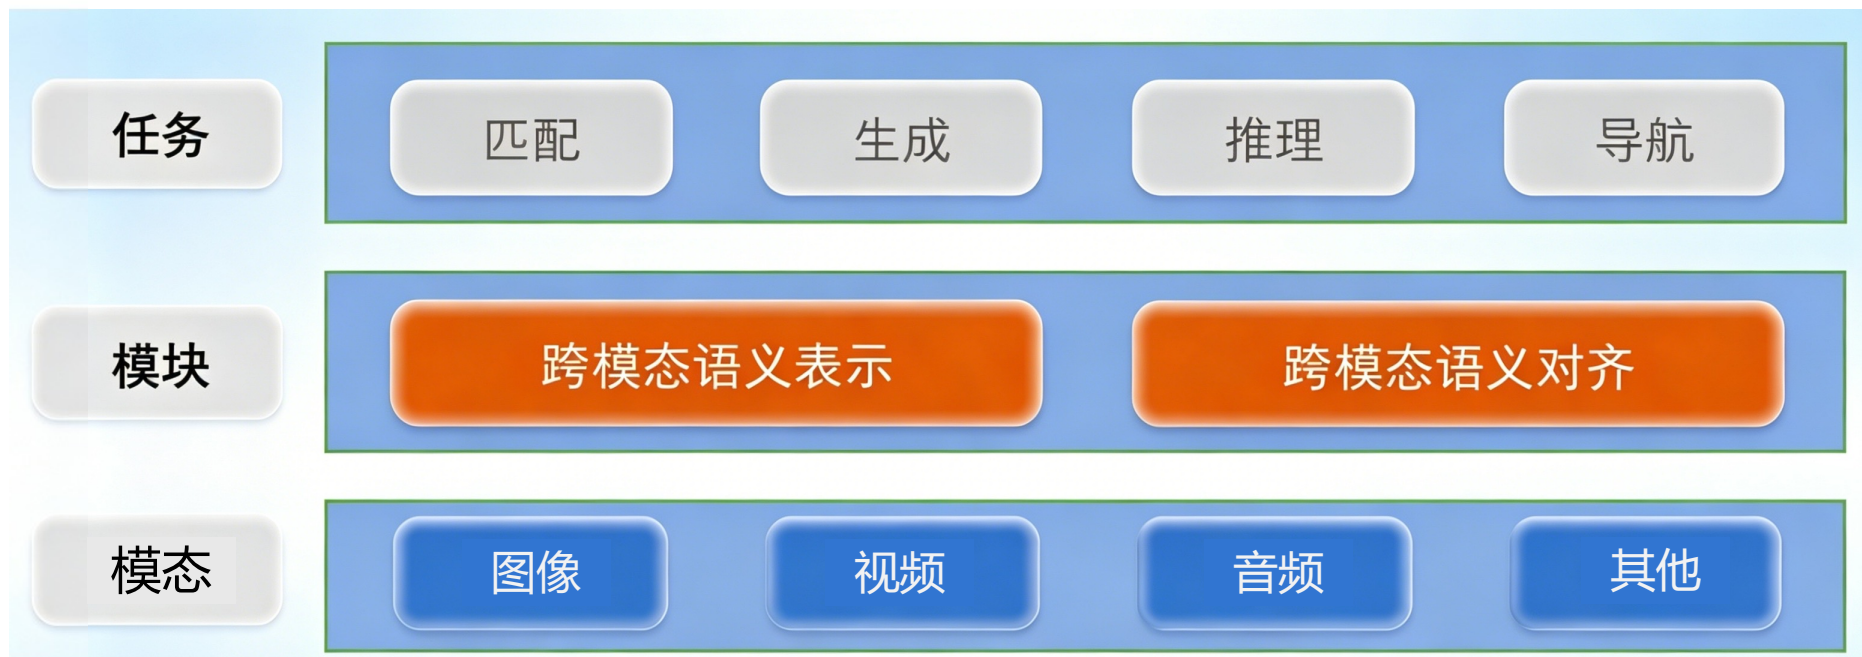 任务
匹配 生成 推理 导航
模块
跨模态语义表示 跨模态语义对齐
模态
图像 视频 音频 其他